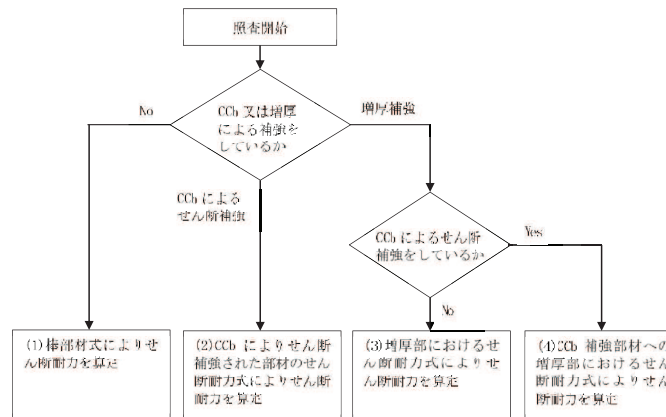 照査開始
CCb 又は増厚
による補強を
しているか
No
増厚補強
CCb による
せん断補強
CCb によるせん断
補強をしているか
Yes
No
(1)棒部材式によりせ
ん断耐力を算定
(2)CCb によりせん断
補強された部材のせん
断耐力式によりせん断
耐力を算定
(3)増厚部におけるせ
ん断耐力式によりせ
ん断耐力を算定
(4)CCb 補強部材への
増厚部におけるせん
断耐力式によりせん
断耐力を算定